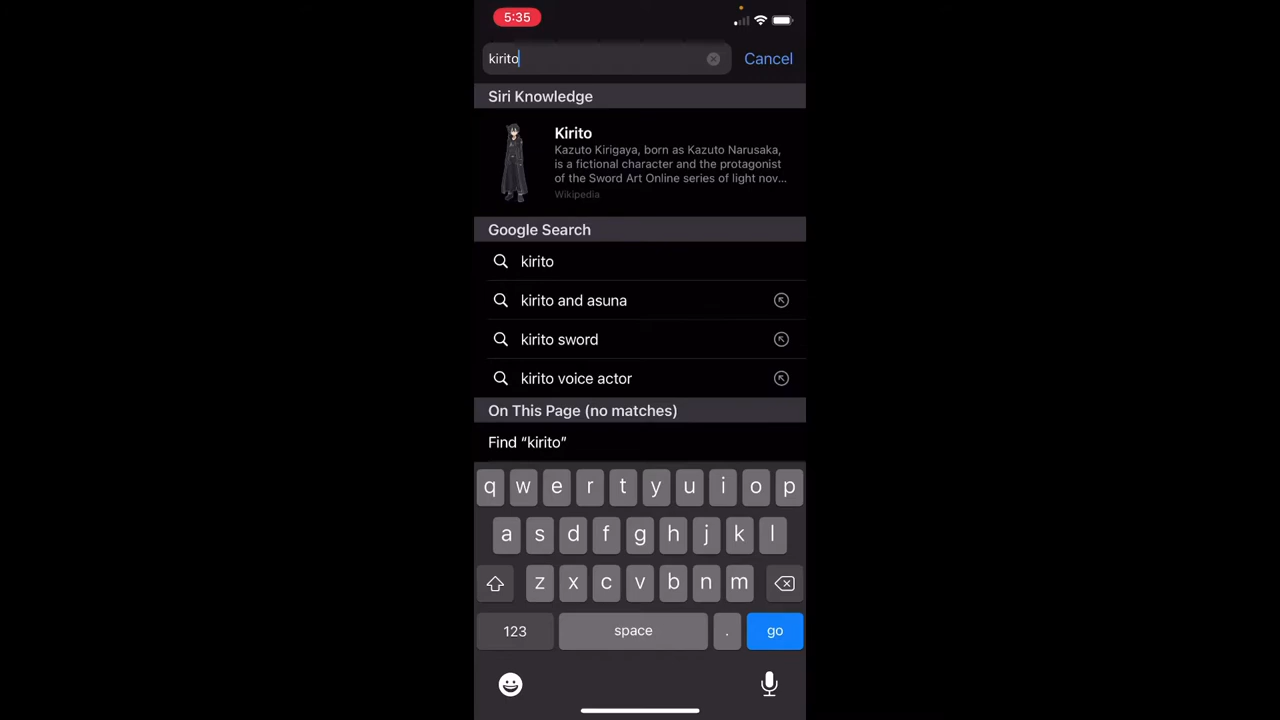 5:35
kirito
Cancel
Siri Knowledge
Kirito
Kazuto Kirigaya, born as Kazuto Narusaka,
is a fictional character and the protagonist
of the Sword Art Online series of light nov...
Wikipedia
Google Search
kirito
kirito and asuna
kirito sword
kirito voice actor
On This Page (no matches)
Find “kirito”
q w e r t y u i o p
a s d f g h j k l
z x c v b n m
123 space . go